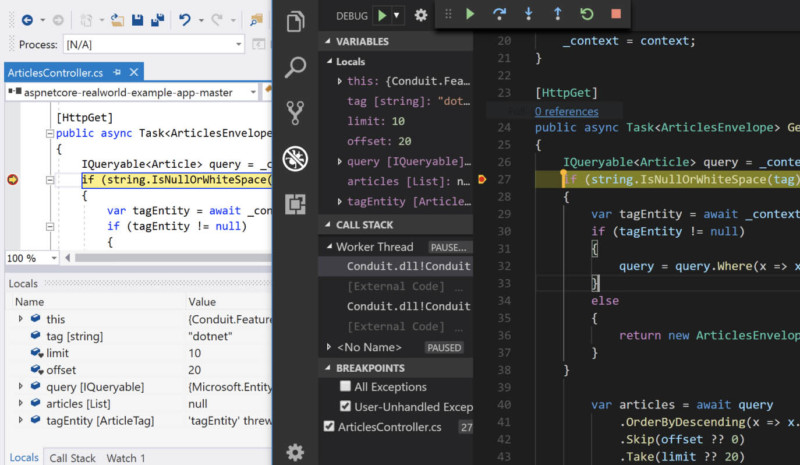 Process: [N/A]
ArticlesController.cs
aspnetcore-realworld-example-app-master
[HttpGet]
public async Task<ArticlesEnvelope
{
IQueryable<Article> query = _c
if (string.IsNullOrWhiteSpace(
{
var tagEntity = await _con
if (tagEntity != null)
{
100 %
Locals
Name Value
this {Conduit.Feature
tag [string] "dotnet"
limit 10
offset 20
query [IQueryable] {Microsoft.Entity
articles [List] null
tagEntity [ArticleTag] 'tagEntity' threw
Locals Call Stack Watch 1
DEBUG
VARIABLES
Locals
this: {Conduit.Fea…
tag [string]: "dot…
limit: 10
offset: 20
query [IQueryable]…
articles [List]: n…
tagEntity [Article…
CALL STACK
Worker Thread PAUSE…
Conduit.dll!Conduit
[External Code]
Conduit.dll!Conduit
[External Code]
<No Name> PAUSED
BREAKPOINTS
All Exceptions
User-Unhandled Excep
ArticlesController.cs 27
20 _context = context;
21 }
22
23 [HttpGet]
0 references
24 public async Task<ArticlesEnvelope> Ge
25 {
26 IQueryable<Article> query = _conte
27 if (string.IsNullOrWhiteSpace(tag)
28 {
29 var tagEntity = await _context
30 if (tagEntity != null)
31 {
32 query = query.Where(x => x
33 }
34 else
35 {
36 return new ArticlesEnvelop
37 }
38 }
39
40 var articles = await query
41 .OrderByDescending(x => x.
42 .Skip(offset ?? 0)
43 .Take(limit ?? 20)